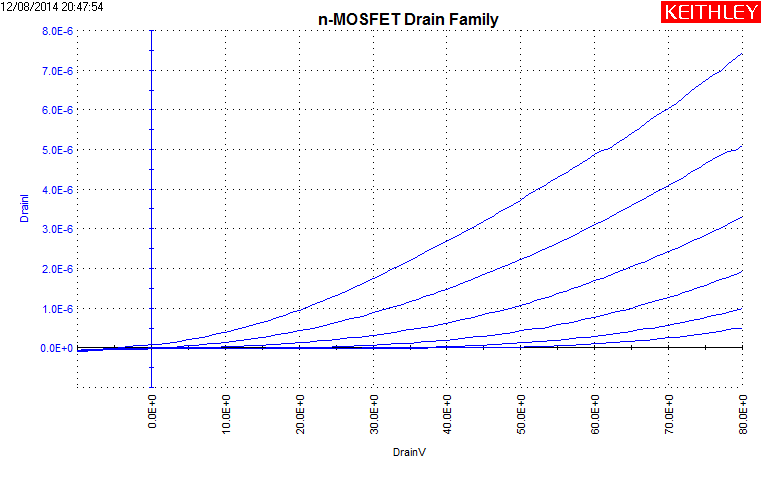 12/08/2014 20:47:54
n-MOSFET Drain Family
KEITHLEY
8.0E-6
7.0E-6
6.0E-6
5.0E-6
4.0E-6
3.0E-6
2.0E-6
1.0E-6
0.0E+0
DrainI
0.0E+0
10.0E+0
20.0E+0
30.0E+0
40.0E+0
50.0E+0
60.0E+0
70.0E+0
80.0E+0
DrainV